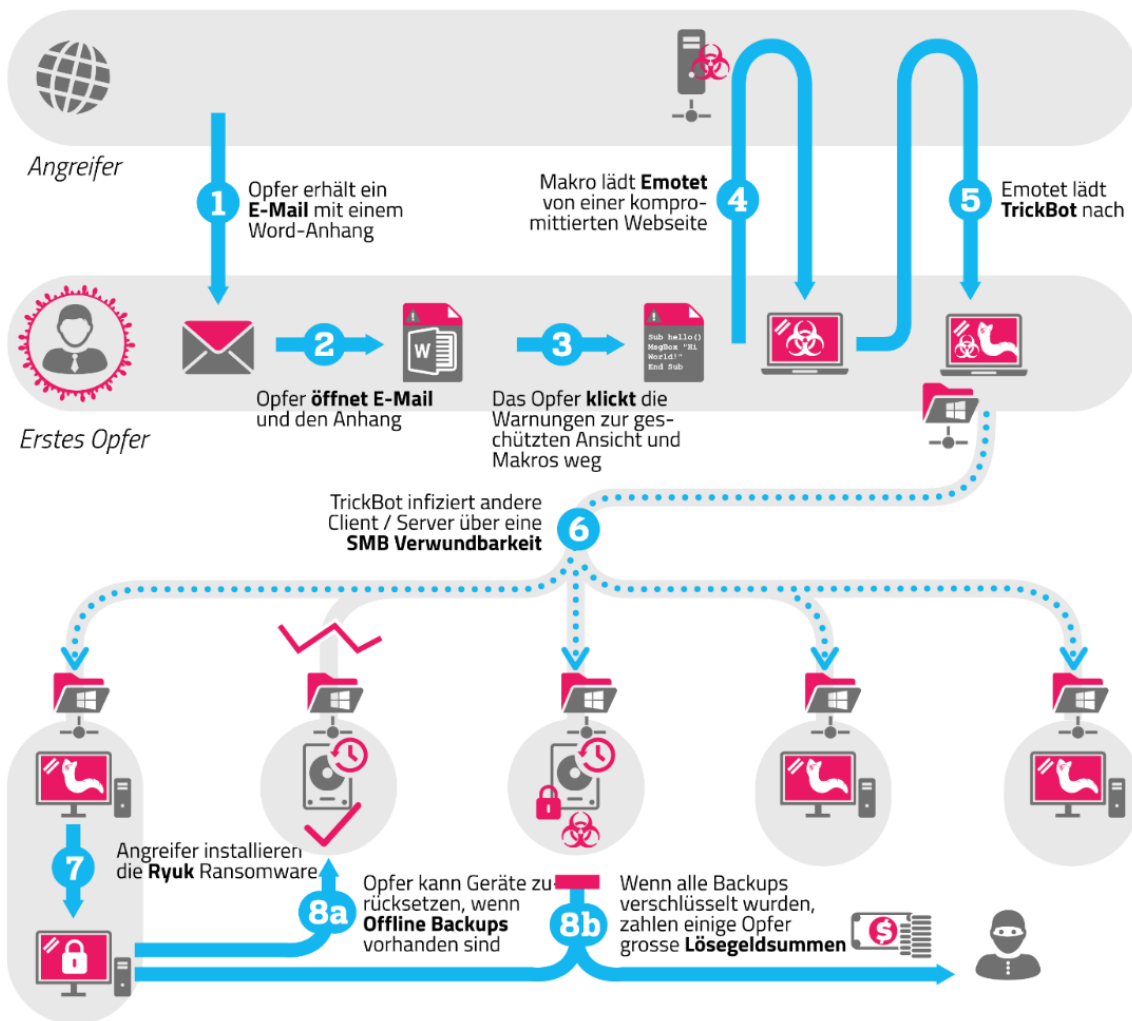 Angreifer
1
Opfer erhält ein
E-Mail mit einem
Word-Anhang
Makro lädt Emotet
von einer kompro-
mittierten Webseite
4
5
Emotet lädt
TrickBot nach
Erstes Opfer
2
Opfer öffnet E-Mail
und den Anhang
W
3
Das Opfer klickt die
Warnungen zur ges-
chützten Ansicht und
Makros weg
Sub hello()
MsgBox "Hi
World!"
End Sub
TrickBot infiziert andere
Client / Server über eine
SMB Verwundbarkeit
6
7
Angreifer installieren
die Ryuk Ransomware
8a
Opfer kann Geräte zu-
rücksetzen, wenn
Offline Backups
vorhanden sind
8b
Wenn alle Backups
verschlüsselt wurden,
zahlen einige Opfer
grosse Lösegeldsummen
$